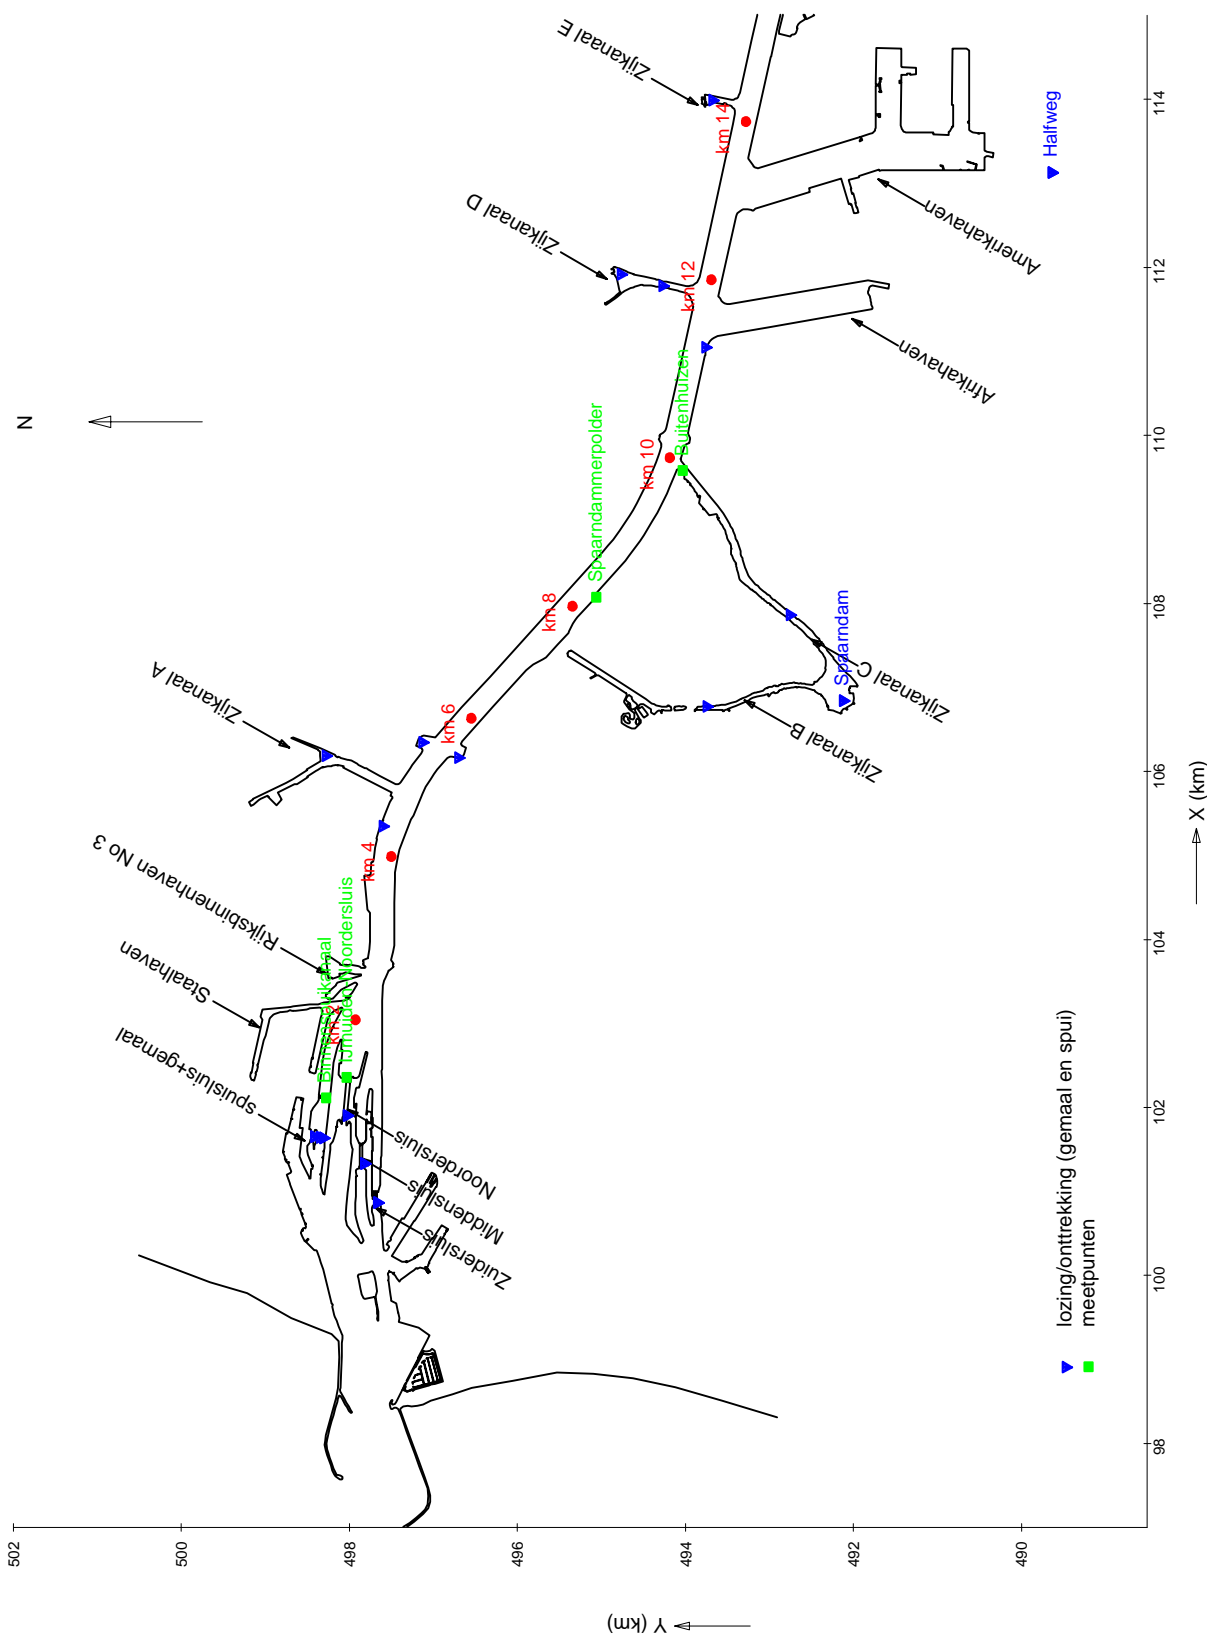 N
Zijkanaal E
Zijkanaal D
Zijkanaal A
Rijksbinnenhaven No 3
Staalhaven
spuisluis+gemaal
Noordersluis
Middensluis
Zuidersluis
Binnenspuikanaal
IJmuiden-Noordersluis
km 2
km 4
km 6
km 8
km 10
km 12
km 14
Spaarndammerpolder
Buitenhuizen
Zijkanaal B
Zijkanaal C
Spaarndam
Afrikahaven
Amerikahaven
Halfweg
lozing/onttrekking (gemaal en spui)
meetpunten
502
500
498
496
494
492
490
Y (km)
98
100
102
104
106
108
110
112
114
X (km)